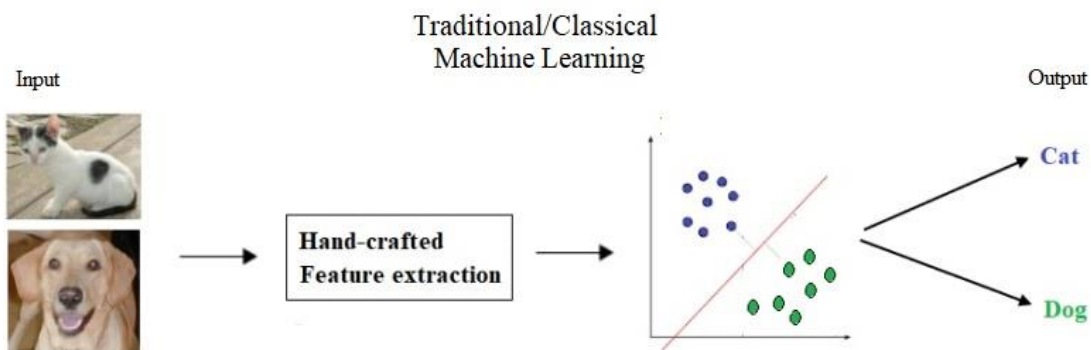 Traditional/Classical
Machine Learning
Input
Output
Hand-crafted
Feature extraction
Cat
Dog